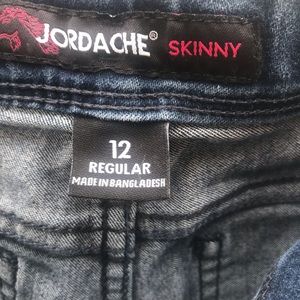 JORDACHE® SKINNY
12
REGULAR
MADE IN BANGLADESH